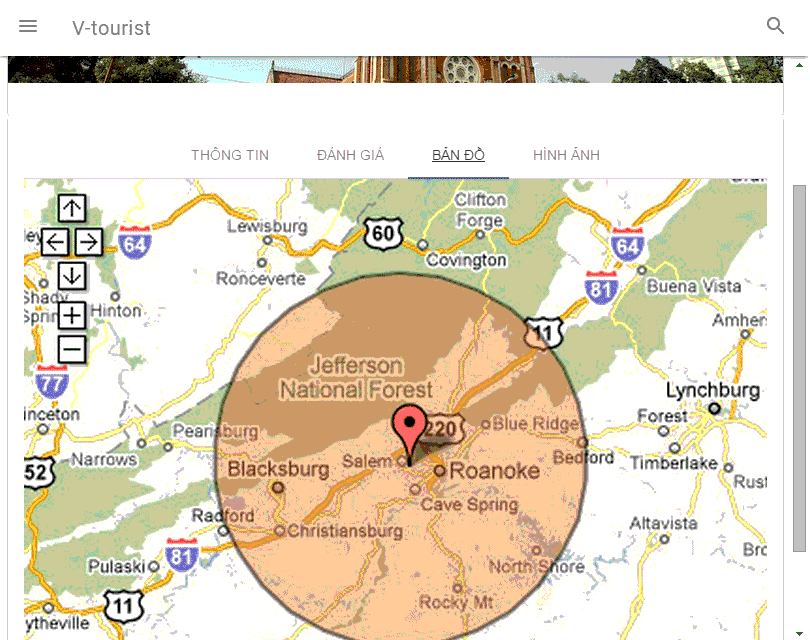 V-tourist
THÔNG TIN
ĐÁNH GIÁ
BẢN ĐỒ
HÌNH ẢNH
Clifton
Forge
Lewisburg
60
64
64
Covington
Ronceverte
81
Buena Vista
Hinton
11
Jefferson
National Forest
77
Lynchburg
220
Blue Ridge
Forest
Pearisburg
Narrows
Salem
Bedford
Timberlake
52
Blacksburg
Roanoke
Cave Spring
Radford
Christiansburg
Altavista
81
Pulaski
North Shore
11
Rocky Mt